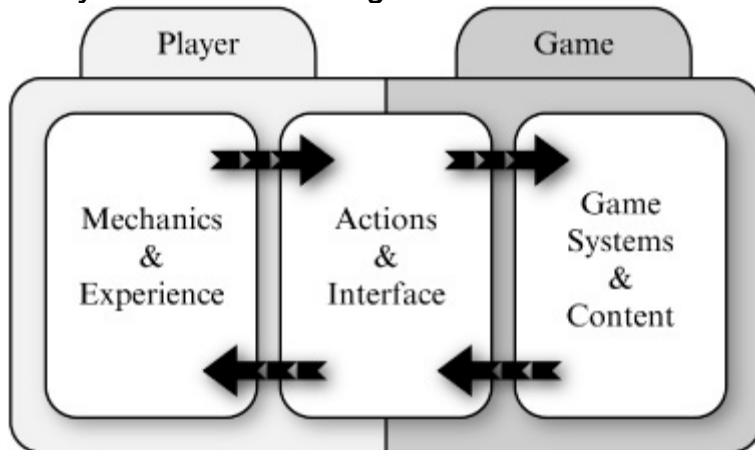 Player
Game
Mechanics
&
Experience
Actions
&
Interface
Game
Systems
&
Content